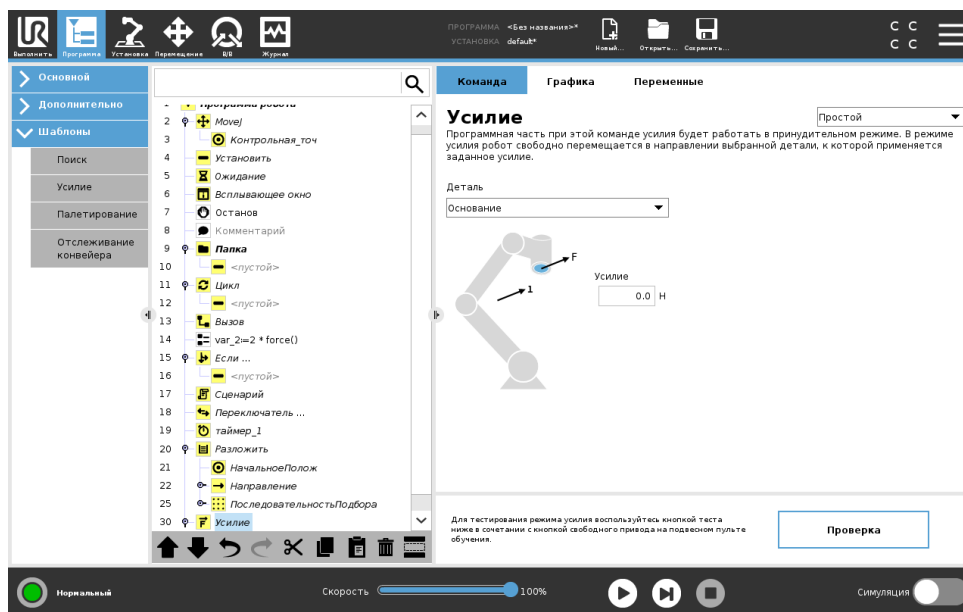 ПРОГРАММА <Без названия>*
УСТАНОВКА default*
Выполнить Программа Установка Перемещение В/В Журнал
Новый... Открыть... Сохранить...
C C
C C
Основной
Дополнительно
Шаблоны
Поиск
Усилие
Палетирование
Отслеживание
конвейера
1 Программа робота
2 MoveJ
3 Контрольная_точ
4 Установить
5 Ожидание
6 Всплывающее окно
7 Останов
8 Комментарий
9 Папка
10 <пустой>
11 Цикл
12 <пустой>
13 Вызов
14 var_2≔2 * force()
15 Если ...
16 <пустой>
17 Сценарий
18 Переключатель ...
19 таймер_1
20 Разложить
21 НачальноеПолож
22 Направление
25 ПоследовательностьПодбора
30 Усилие
Команда Графика Переменные
Усилие
Простой
Программная часть при этой команде усилия будет работать в принудительном режиме. В режиме
усилия робот свободно перемещается в направлении выбранной детали, к которой применяется
заданное усилие.
Деталь
Основание
F
1
Усилие
0.0 Н
Для тестирования режима усилия воспользуйтесь кнопкой теста
ниже в сочетании с кнопкой свободного привода на подвесном пульте
обучения.
Проверка
Нормальный
Скорость 100%
Симуляция